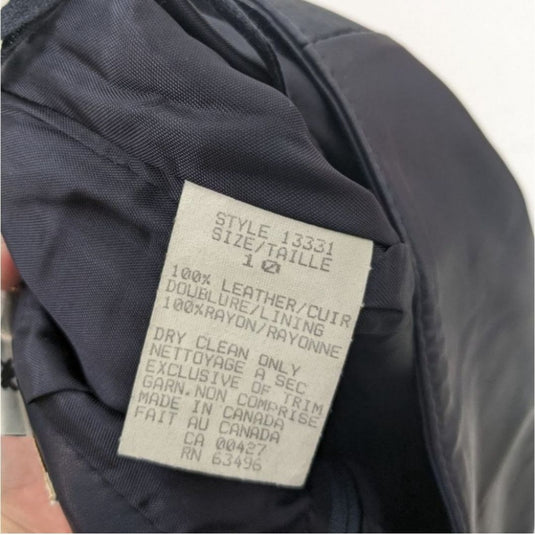 STYLE 13331
SIZE/TAILLE
10
100% LEATHER/CUIR
DOUBLURE/LINING
100%RAYON/RAYONNE
DRY CLEAN ONLY
NETTOYAGE A SEC
EXCLUSIVE OF TRIM
GARN.NON COMPRISE
MADE IN CANADA
FAIT AU CANADA
CA 00427
RN 63496